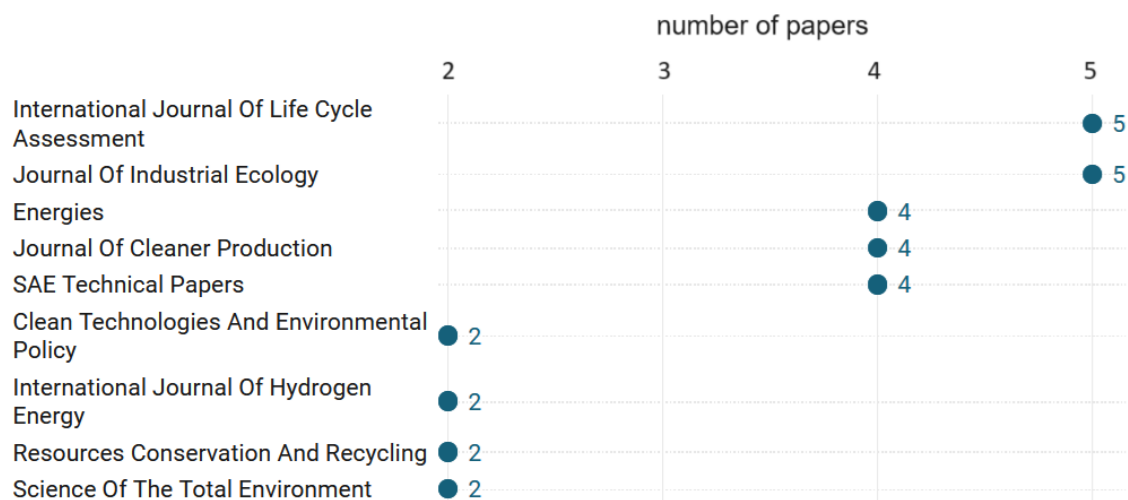 number of papers
2 3 4 5
International Journal Of Life Cycle
Assessment
5
Journal Of Industrial Ecology 5
Energies 4
Journal Of Cleaner Production 4
SAE Technical Papers 4
Clean Technologies And Environmental
Policy
2
International Journal Of Hydrogen
Energy
2
Resources Conservation And Recycling 2
Science Of The Total Environment 2